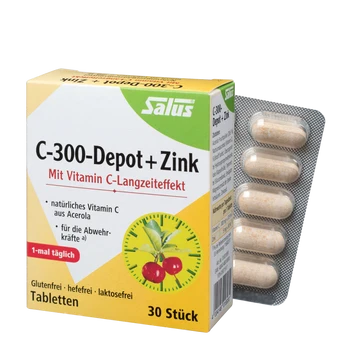 Salus
C-300-Depot + Zink
Mit Vitamin C-Langzeiteffekt
• natürliches Vitamin C
aus Acerola
• für die Abwehr-
kräfte a)
1-mal täglich
Glutenfrei · hefefrei · laktosefrei
Tabletten
30 Stück